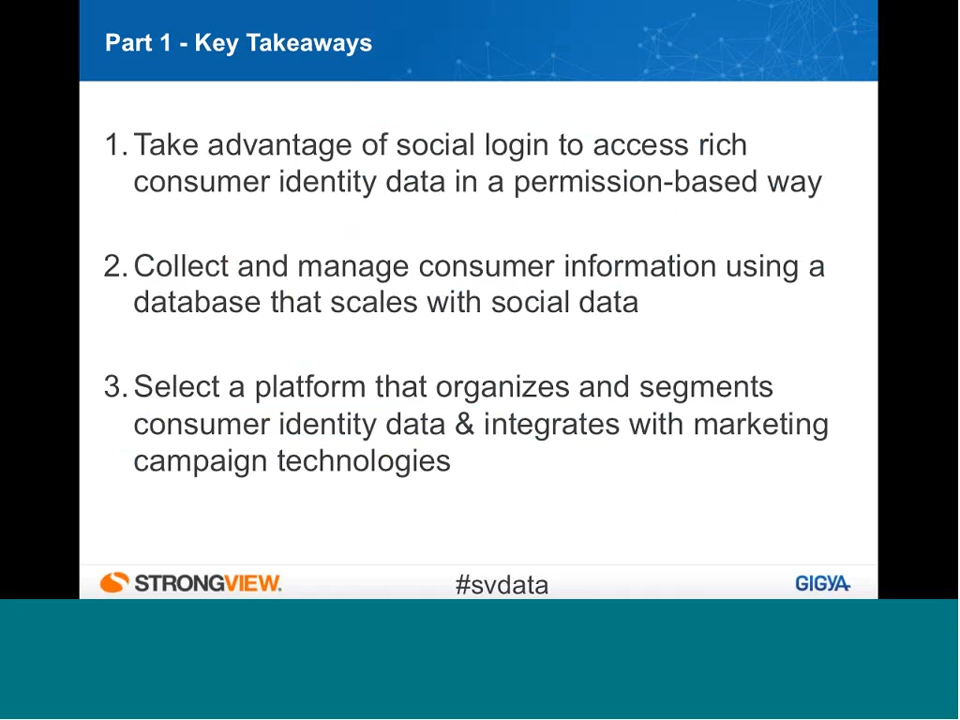 Part 1 - Key Takeaways
1. Take advantage of social login to access rich
consumer identity data in a permission-based way
2. Collect and manage consumer information using a
database that scales with social data
3. Select a platform that organizes and segments
consumer identity data & integrates with marketing
campaign technologies
STRONGVIEW. #svdata GIGYA